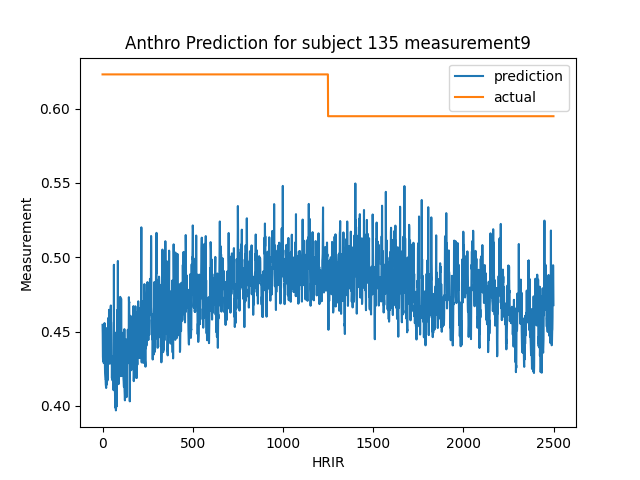 Anthro Prediction for subject 135 measurement9
prediction
actual
Measurement
0.60
0.55
0.50
0.45
0.40
0 500 1000 1500 2000 2500
HRIR